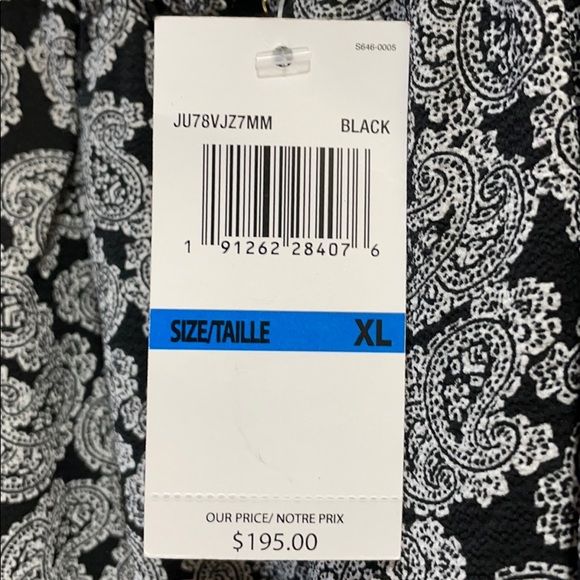 S646-0005
JU78VJZ7MM BLACK
1 91262 28407 6
SIZE/TAILLE XL
OUR PRICE/ NOTRE PRIX
$195.00